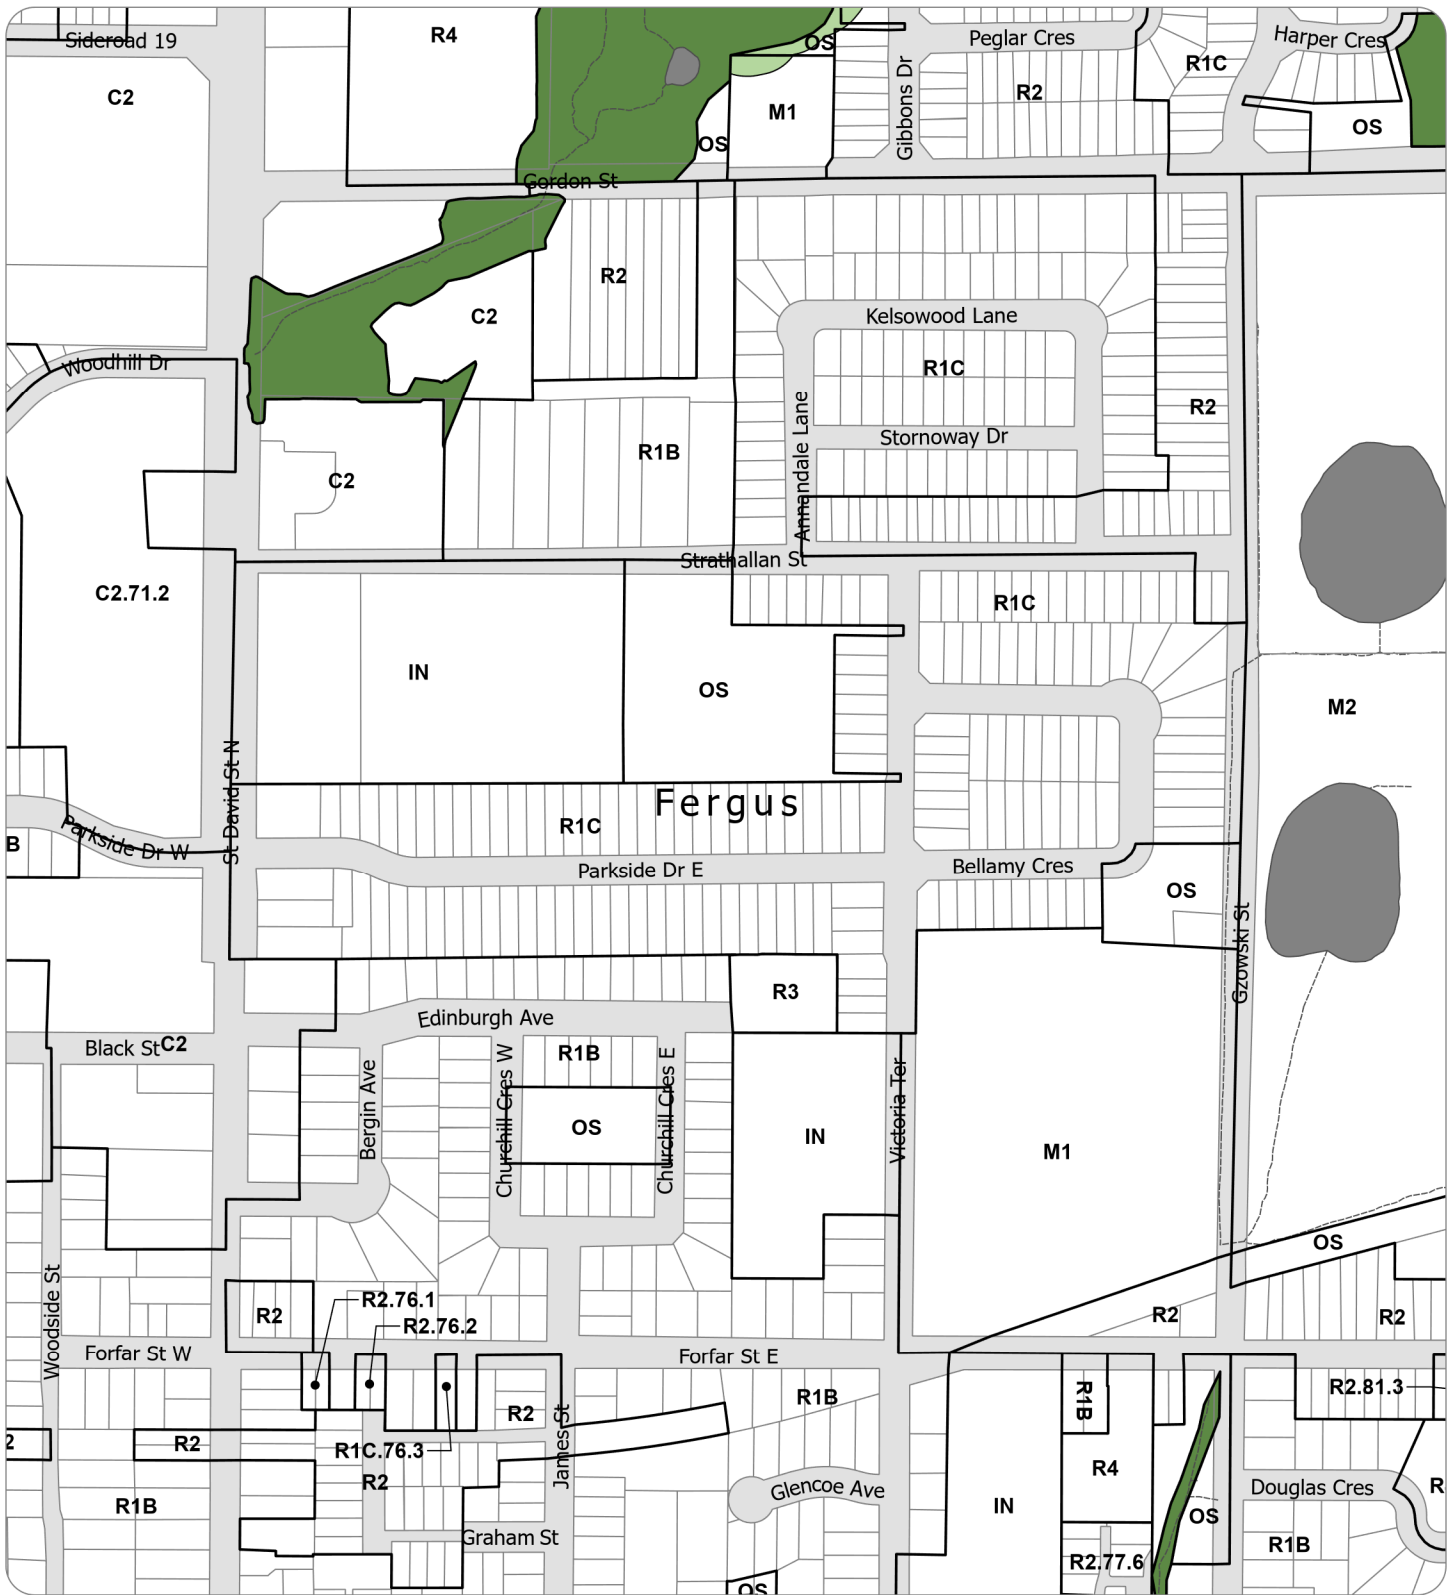 R4
OS
Sideroad 19
Peglar Cres
Harper Cres
R1C
C2
Gibbons Dr
R2
M1
OS
OS
Gordon St
R2
C2
Kelsowood Lane
Woodhill Dr
R1C
R2
Annandale Lane
Stornoway Dr
R1B
C2
Strathallan St
C2.71.2
R1C
IN
OS
M2
St David St N
Fergus
R1C
Parkside Dr W
B
Parkside Dr E
Bellamy Cres
OS
Gzowski St
R3
Edinburgh Ave
Black St
C2
R1B
Bergin Ave
Churchill Cres W
Churchill Cres E
OS
IN
Victoria Ter
M1
OS
Woodside St
R2.76.1
R2
R2.76.2
R2
R2
Forfar St W
Forfar St E
R2.81.3
R1B
R1B
R2
James St
2
R2
R1C.76.3
R4
R2
Glencoe Ave
Douglas Cres
R
R1B
IN
OS
Graham St
R1B
R2.77.6
OS